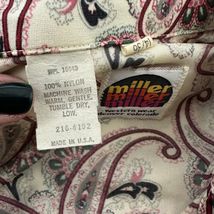 WPL 10043
100% NYLON
MACHINE WASH
WARM, GENTLE,
TUMBLE DRY,
LOW.
216-6102
MADE IN U.S.A.
miller
miller
western wear
denver colorado